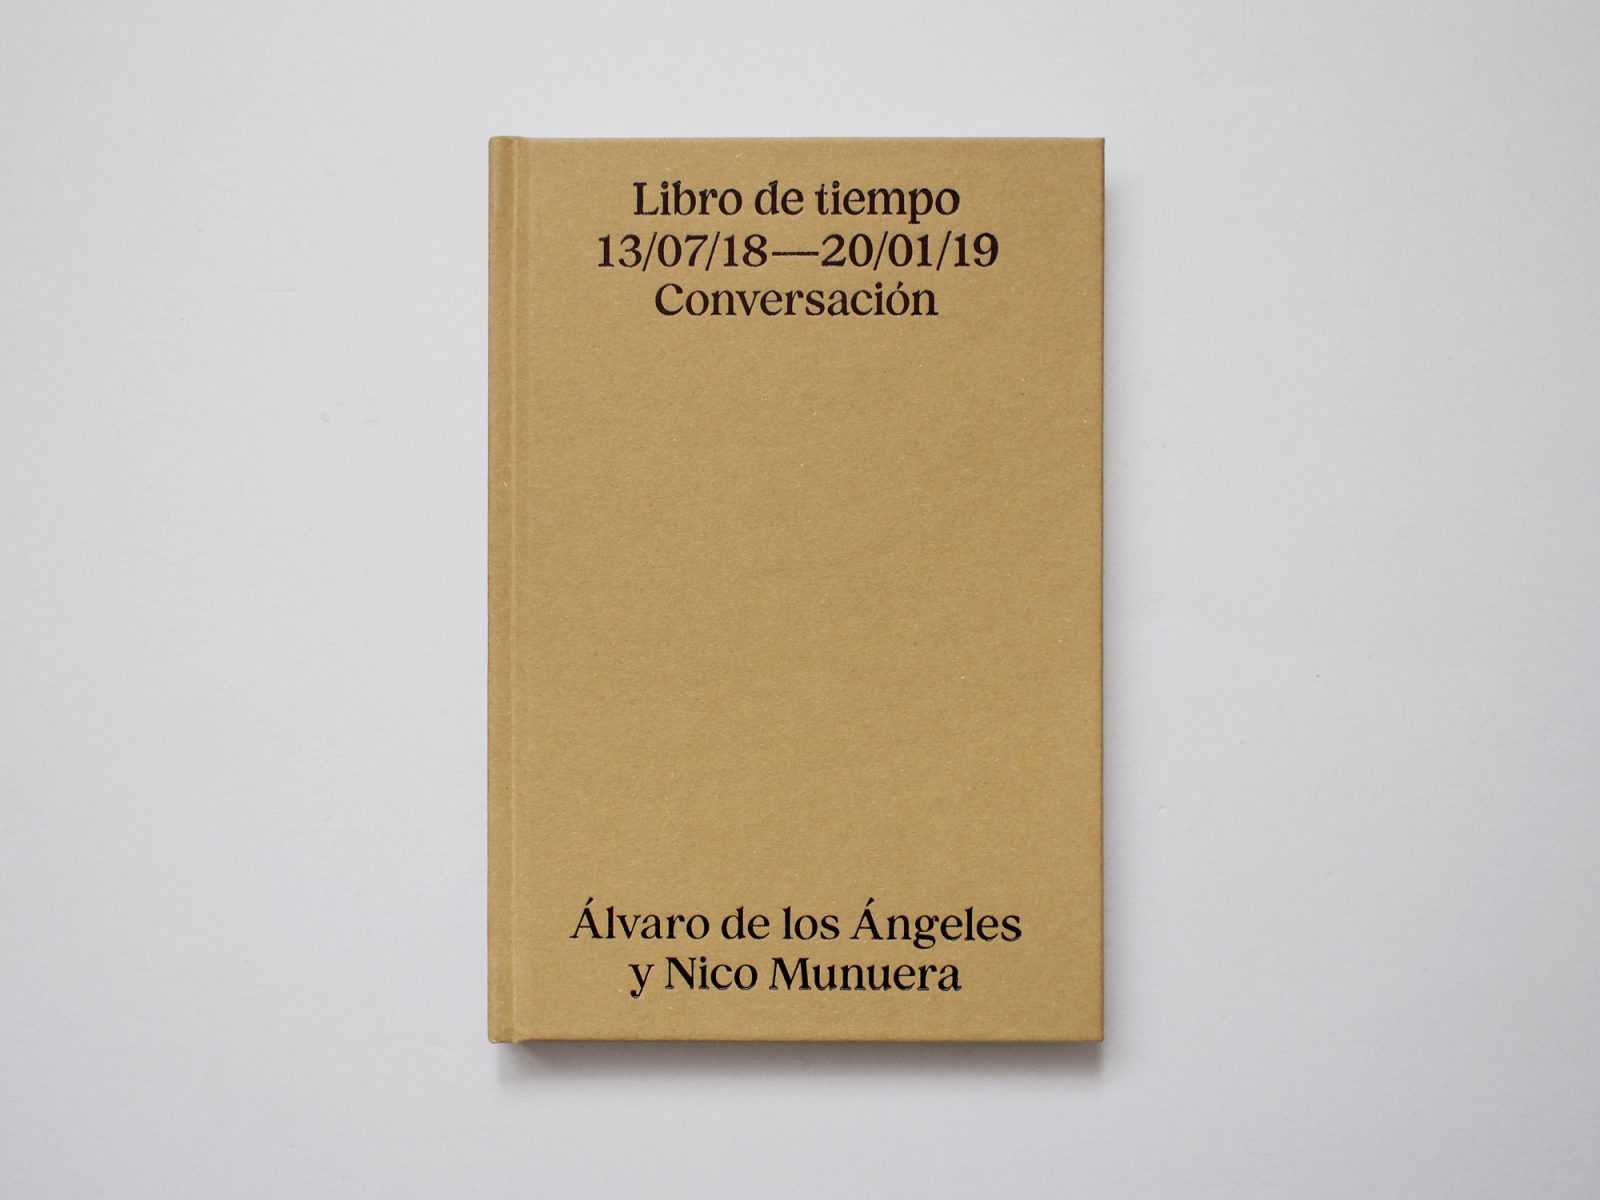 Libro de tiempo
13/07/18—20/01/19
Conversación
Álvaro de los Ángeles
y Nico Munuera